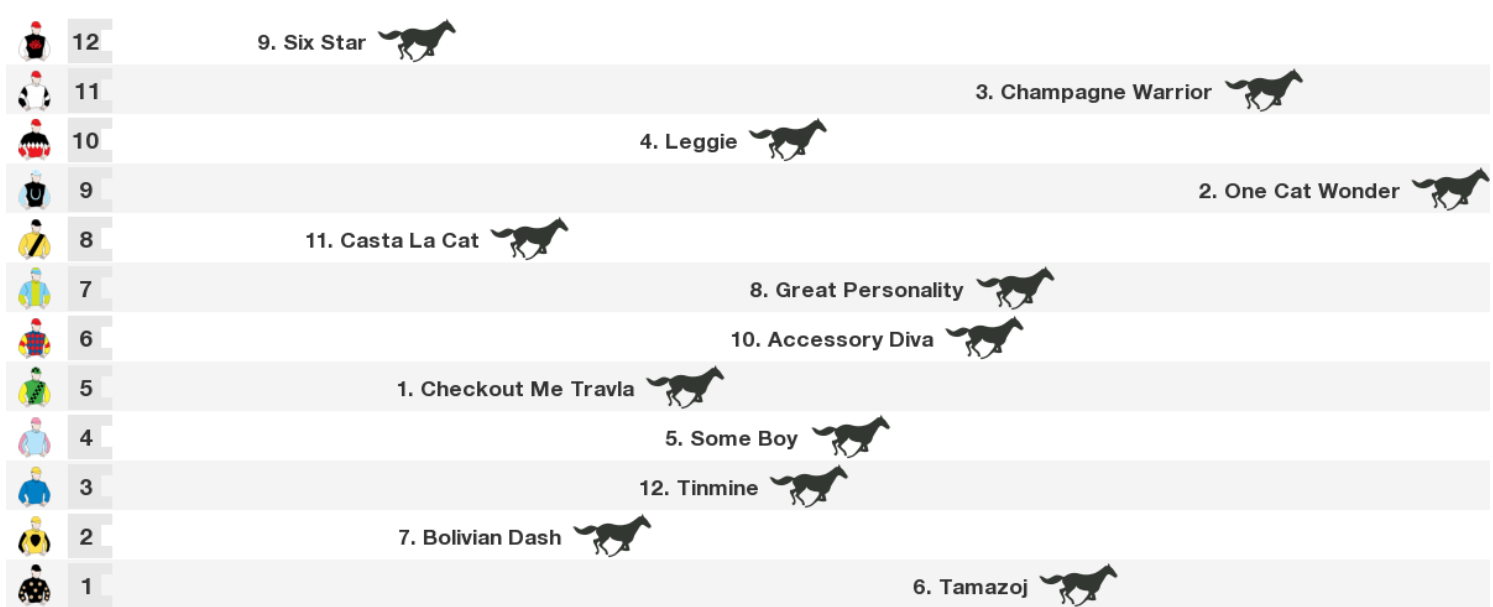 12 9. Six Star
11 3. Champagne Warrior
10 4. Leggie
9 2. One Cat Wonder
8 11. Casta La Cat
7 8. Great Personality
6 10. Accessory Diva
5 1. Checkout Me Travla
4 5. Some Boy
3 12. Tinmine
2 7. Bolivian Dash
1 6. Tamazoj